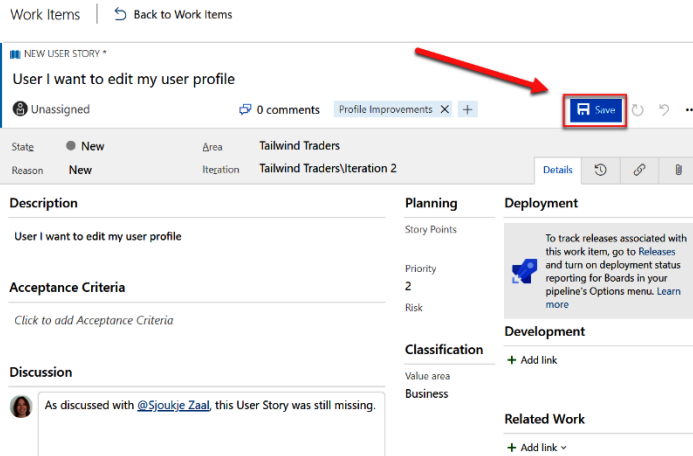 Work Items
Back to Work Items
NEW USER STORY *
User I want to edit my user profile
Unassigned
0 comments
Profile Improvements
Save
State
New
Area
Tailwind Traders
Reason
New
Iteration
Tailwind Traders\Iteration 2
Details
Description
Planning
Deployment
User I want to edit my user profile
Story Points
To track releases associated with
this work item, go to Releases
and turn on deployment status
reporting for Boards in your
pipeline's Options menu. Learn
more
Priority
2
Risk
Acceptance Criteria
Click to add Acceptance Criteria
Development
+ Add link
Classification
Value area
Business
Discussion
As discussed with @Sjoukje Zaal, this User Story was still missing.
Related Work
+ Add link